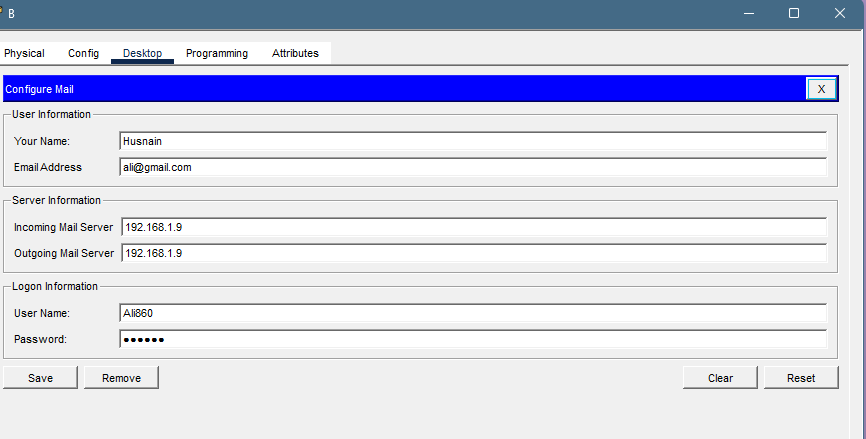 B
Physical Config Desktop Programming Attributes
Configure Mail X
User Information
Your Name: Husnain
Email Address ali@gmail.com
Server Information
Incoming Mail Server 192.168.1.9
Outgoing Mail Server 192.168.1.9
Logon Information
User Name: Ali860
Password: ●●●●●●
Save Remove Clear Reset